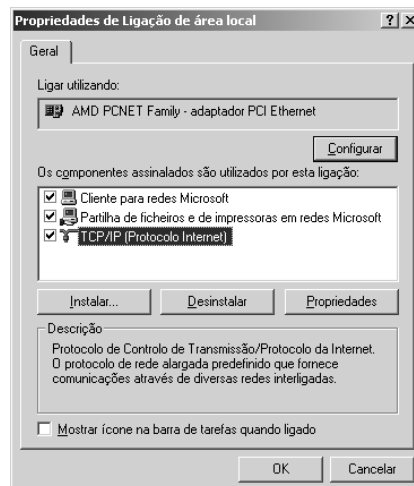 Propriedades de Ligação de área local
Geral
Ligar utilizando:
AMD PCNET Family - adaptador PCI Ethernet
Configurar
Os componentes assinalados são utilizados por esta ligação:
Cliente para redes Microsoft
Partilha de ficheiros e de impressoras em redes Microsoft
TCP/IP (Protocolo Internet)
Instalar... Desinstalar Propriedades
Descrição
Protocolo de Controlo de Transmissão/Protocolo da Internet.
O protocolo de rede alargada predefinido que fornece
comunicações através de diversas redes interligadas.
Mostrar ícone na barra de tarefas quando ligado
OK Cancelar